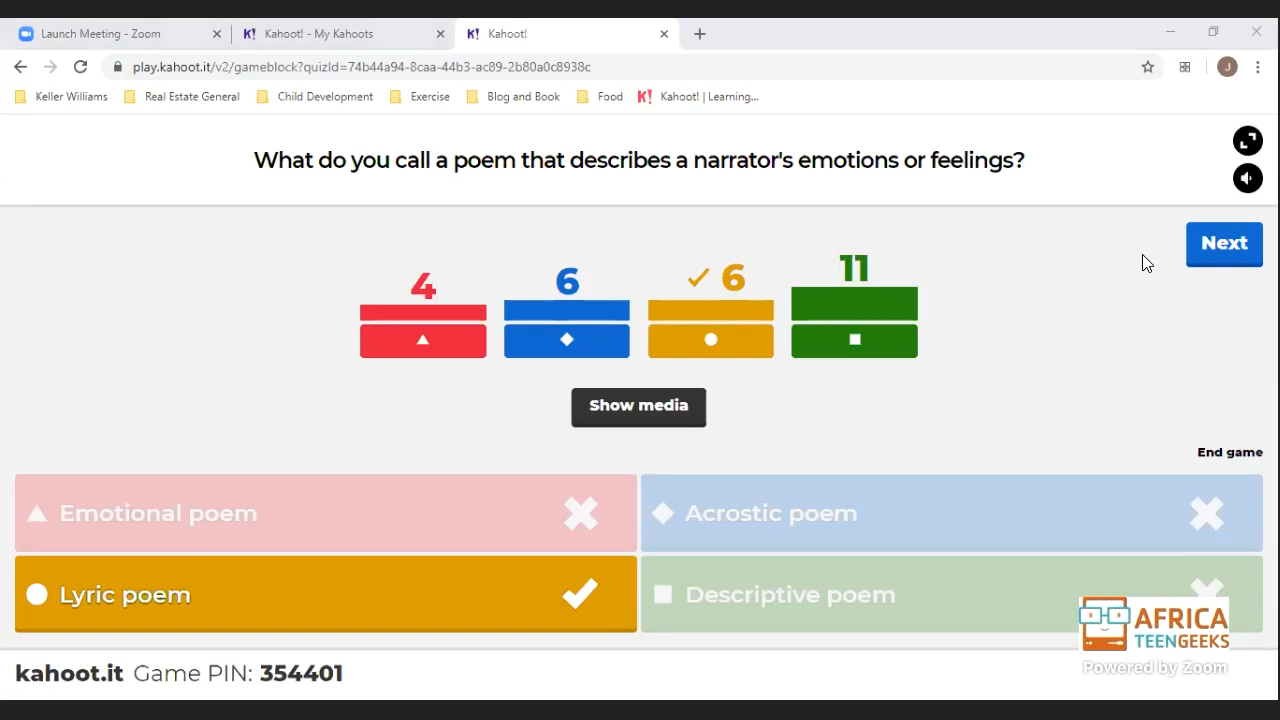 Launch Meeting - Zoom
K! Kahoot! - My Kahoots
K! Kahoot!
play.kahoot.it/v2/gameblock?quizId=74b44a94-8caa-44b3-ac89-2b80a0c8938c
J
Keller Williams
Real Estate General
Child Development
Exercise
Blog and Book
Food
K! Kahoot! | Learning...
What do you call a poem that describes a narrator's emotions or feelings?
Next
4
6
6
11
Show media
End game
Emotional poem
Acrostic poem
Lyric poem
Descriptive poem
AFRICA
TEENGEEKS
Powered by Zoom
kahoot.it Game PIN: 354401